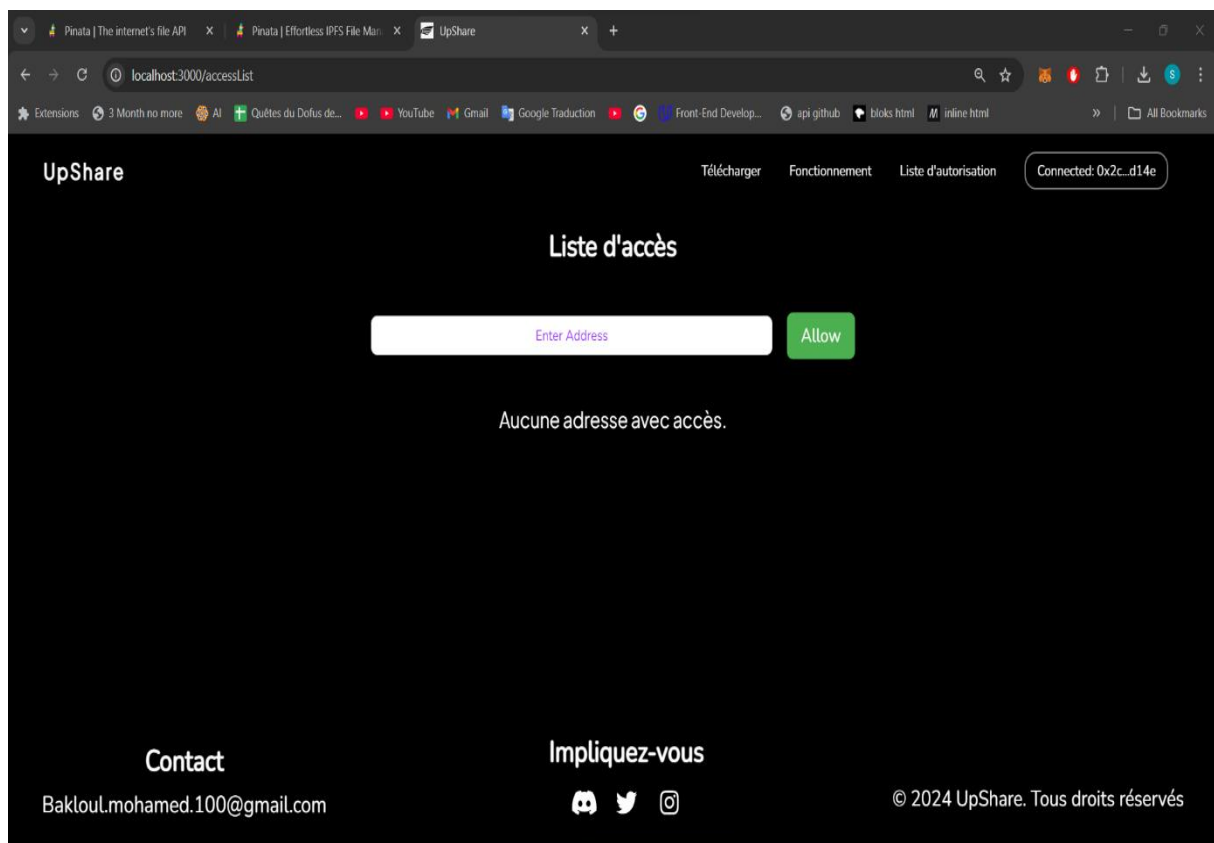 Pinata | The internet's file API
Pinata | Effortless IPFS File Man
UpShare
localhost:3000/accessList
Extensions 3 Month no more AI Quêtes du Dofus de... YouTube Gmail Google Traduction Front-End Develop... api github bloks html inline html All Bookmarks
UpShare Télécharger Fonctionnement Liste d'autorisation Connected: 0x2c...d14e
Liste d'accès
Enter Address Allow
Aucune adresse avec accès.
Contact
Bakloul.mohamed.100@gmail.com
Impliquez-vous
© 2024 UpShare. Tous droits réservés